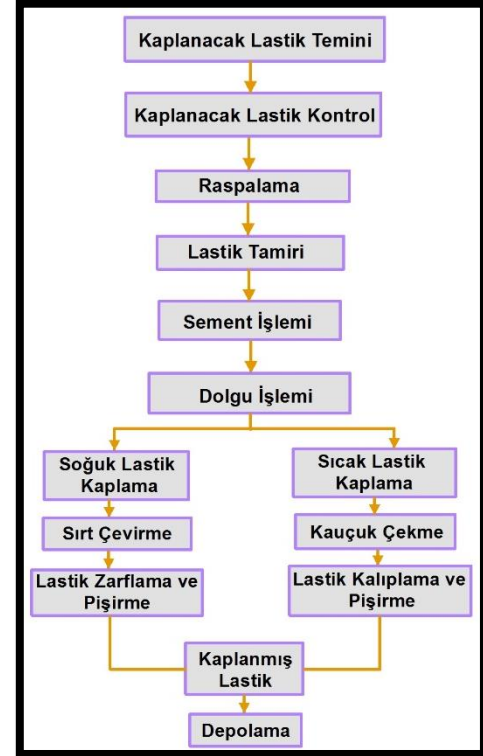 Kaplanacak Lastik Temini
Kaplanacak Lastik Kontrol
Raspalama
Lastik Tamiri
Sement İşlemi
Dolgu İşlemi
Soğuk Lastik
Kaplama
Sıcak Lastik
Kaplama
Sırt Çevirme
Kauçuk Çekme
Lastik Zarflama ve
Pişirme
Lastik Kalıplama ve
Pişirme
Kaplanmış
Lastik
Depolama